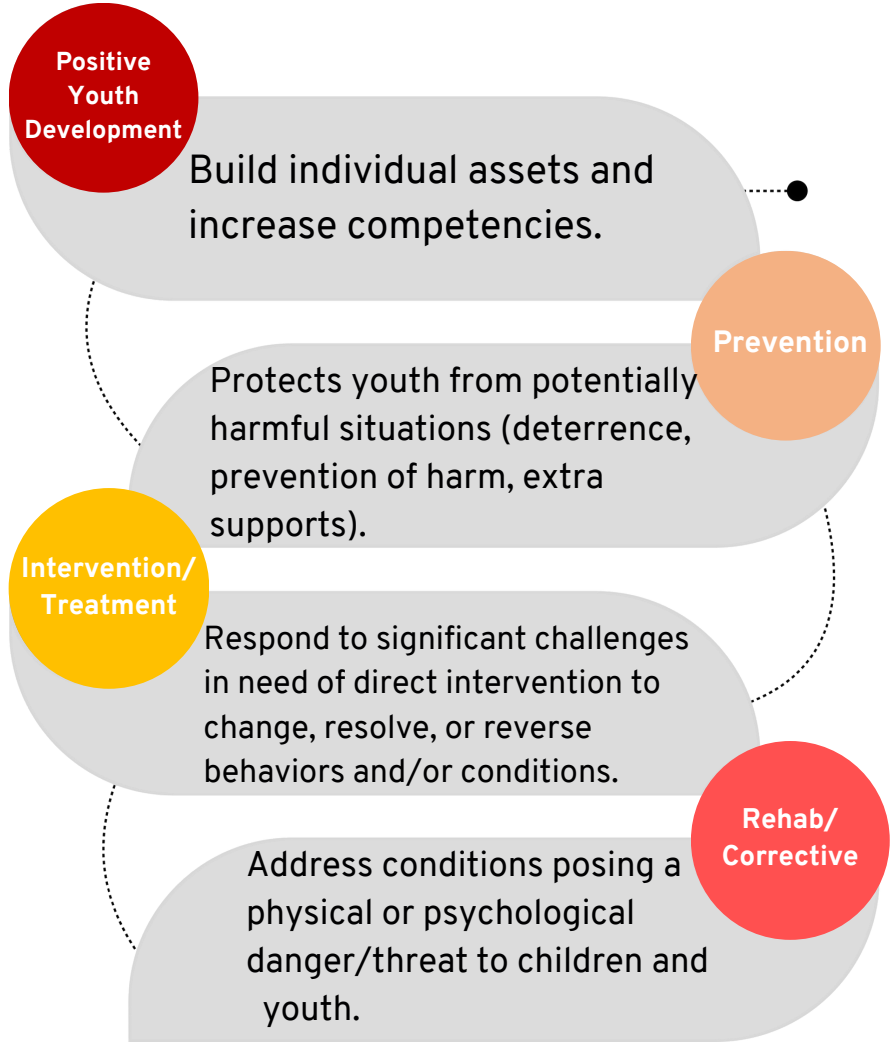 Positive
Youth
Development
Build individual assets and
increase competencies.
Prevention
Protects youth from potentially
harmful situations (deterrence,
prevention of harm, extra
supports).
Intervention/
Treatment
Respond to significant challenges
in need of direct intervention to
change, resolve, or reverse
behaviors and/or conditions.
Rehab/
Corrective
Address conditions posing a
physical or psychological
danger/threat to children and
youth.